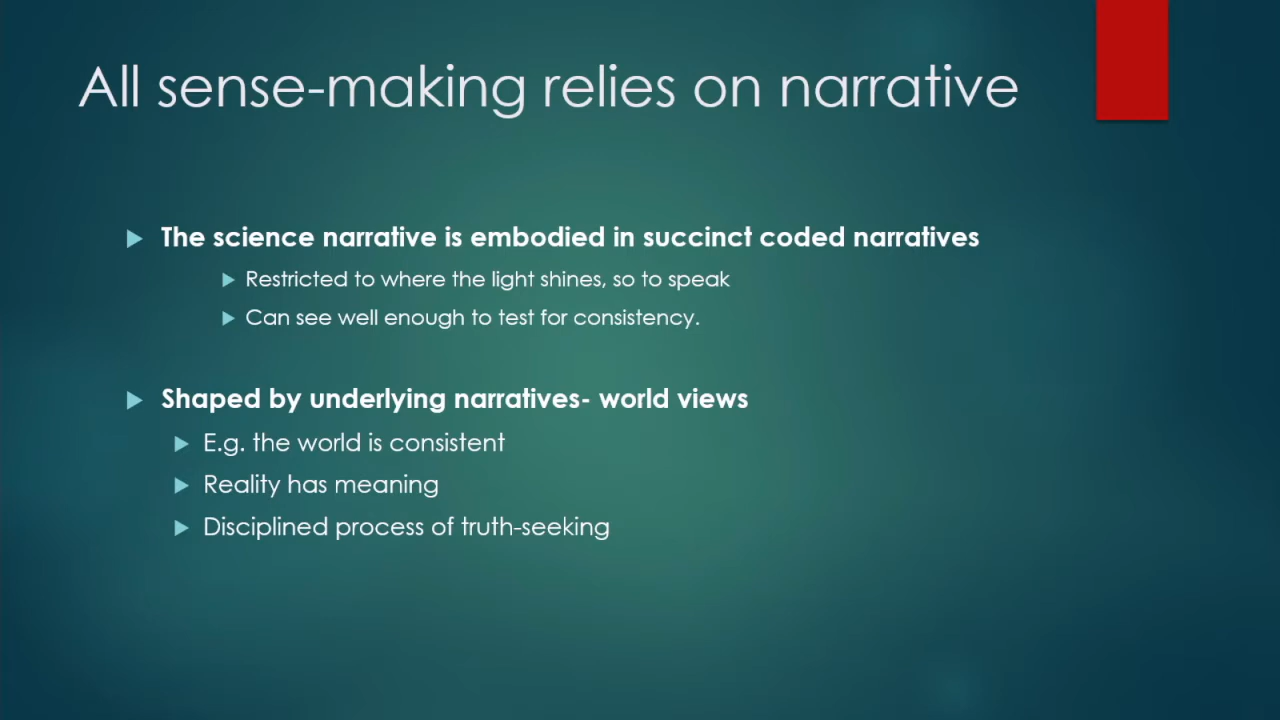 All sense-making relies on narrative
The science narrative is embodied in succinct coded narratives
Restricted to where the light shines, so to speak
Can see well enough to test for consistency.
Shaped by underlying narratives- world views
E.g. the world is consistent
Reality has meaning
Disciplined process of truth-seeking